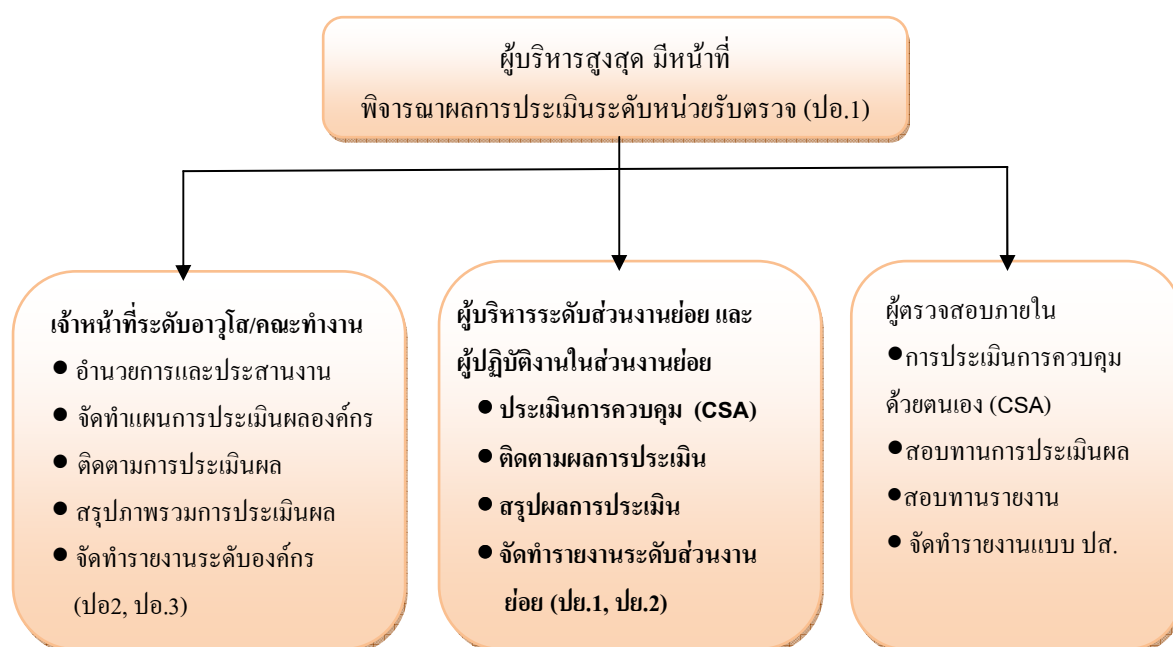 ผู้บริหารสูงสุด มีหน้าที่
พิจารณาผลการประเมินระดับหน่วยรับตรวจ (ปอ.1)
เจ้าหน้าที่ระดับอาวุโส/คณะทำงาน
● อำนวยการและประสานงาน
● จัดทำแผนการประเมินผลองค์กร
● ติดตามการประเมินผล
● สรุปภาพรวมการประเมินผล
● จัดทำรายงานระดับองค์กร
(ปอ2, ปอ.3)
ผู้บริหารระดับส่วนงานย่อย และ
ผู้ปฏิบัติงานในส่วนงานย่อย
● ประเมินการควบคุม (CSA)
● ติดตามผลการประเมิน
● สรุปผลการประเมิน
● จัดทำรายงานระดับส่วนงาน
ย่อย (ปย.1, ปย.2)
ผู้ตรวจสอบภายใน
●การประเมินการควบคุม
ด้วยตนเอง (CSA)
●สอบทานการประเมินผล
●สอบทานรายงาน
● จัดทำรายงานแบบ ปส.